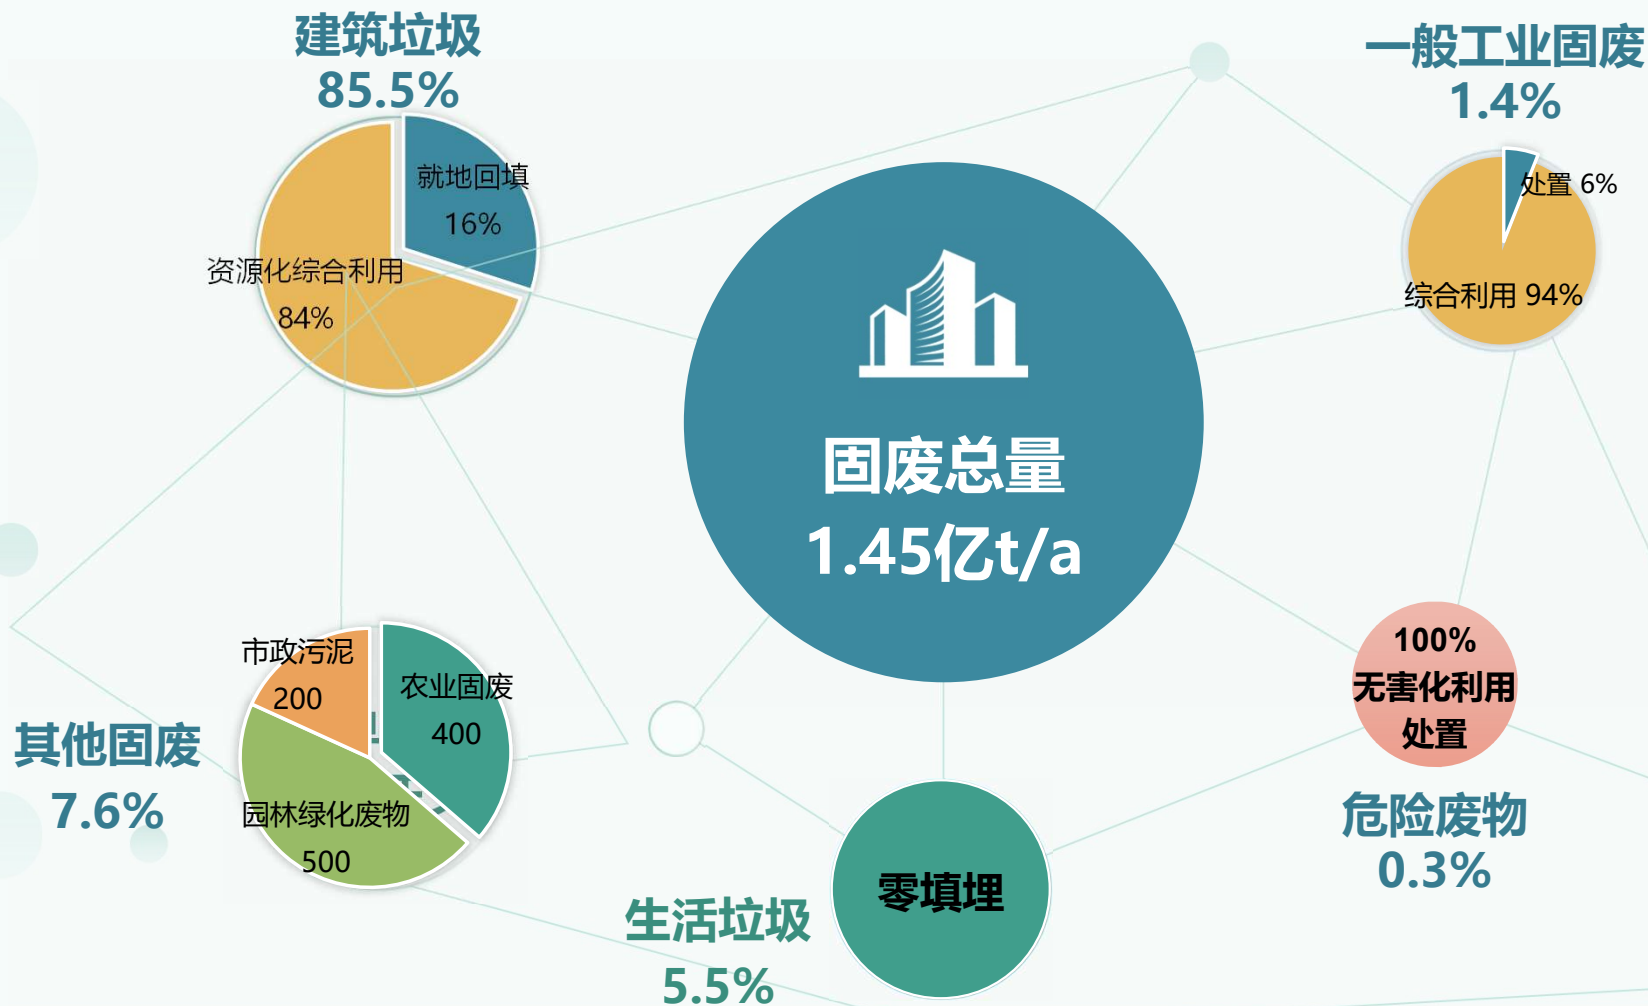 建筑垃圾
85.5%
就地回填
16%
资源化综合利用
84%
一般工业固废
1.4%
处置 6%
综合利用 94%
固废总量
1.45亿t/a
市政污泥
200
农业固废
400
园林绿化废物
500
其他固废
7.6%
100%
无害化利用
处置
危险废物
0.3%
零填埋
生活垃圾
5.5%